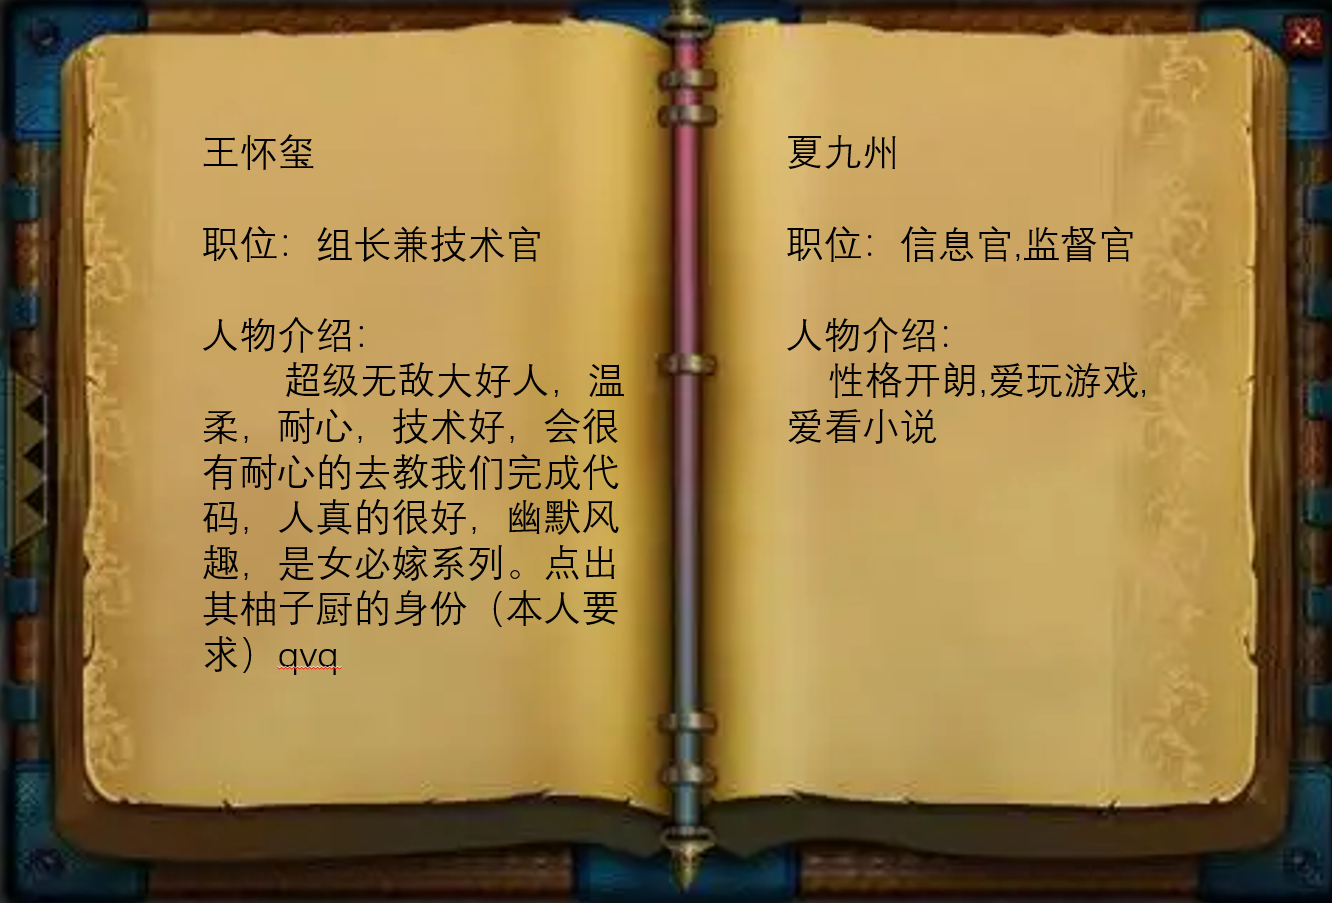 王怀玺
职位：组长兼技术官
人物介绍：
超级无敌大好人，温
柔，耐心，技术好，会很
有耐心的去教我们完成代
码，人真的很好，幽默风
趣，是女必嫁系列。点出
其柚子厨的身份（本人要
求）qvq
夏九州
职位：信息官,监督官
人物介绍：
性格开朗,爱玩游戏,
爱看小说